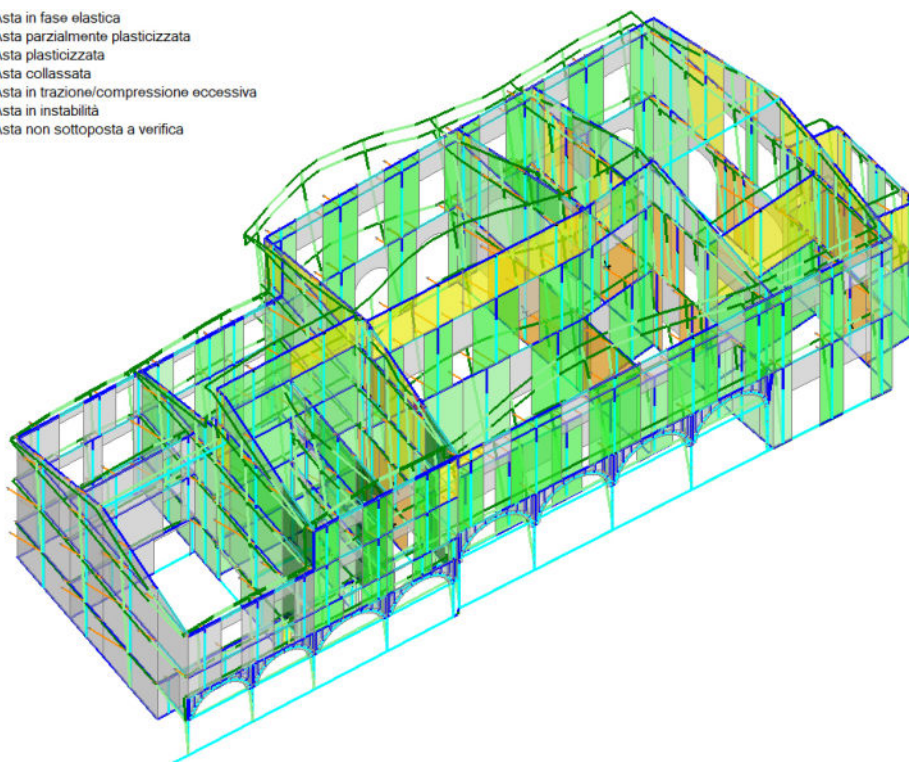 Asta in fase elastica
Asta parzialmente plasticizzata
Asta plasticizzata
Asta collassata
Asta in trazione/compressione eccessiva
Asta in instabilità
Asta non sottoposta a verifica